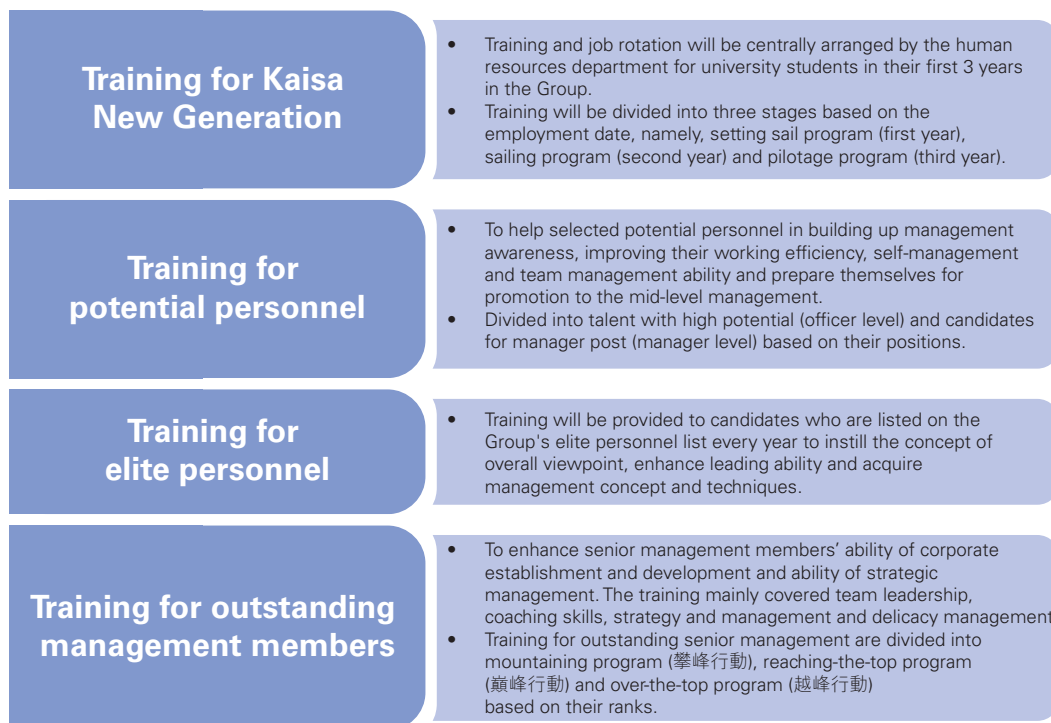 Training for Kaisa
New Generation
• Training and job rotation will be centrally arranged by the human
resources department for university students in their first 3 years
in the Group.
• Training will be divided into three stages based on the
employment date, namely, setting sail program (first year),
sailing program (second year) and pilotage program (third year).
Training for
potential personnel
• To help selected potential personnel in building up management
awareness, improving their working efficiency, self-management
and team management ability and prepare themselves for
promotion to the mid-level management.
• Divided into talent with high potential (officer level) and candidates
for manager post (manager level) based on their positions.
Training for
elite personnel
• Training will be provided to candidates who are listed on the
Group's elite personnel list every year to instill the concept of
overall viewpoint, enhance leading ability and acquire
management concept and techniques.
Training for outstanding
management members
• To enhance senior management members’ ability of corporate
establishment and development and ability of strategic
management. The training mainly covered team leadership,
coaching skills, strategy and management and delicacy management
• Training for outstanding senior management are divided into
mountaining program (攀峰行動), reaching-the-top program
(巔峰行動) and over-the-top program (越峰行動)
based on their ranks.